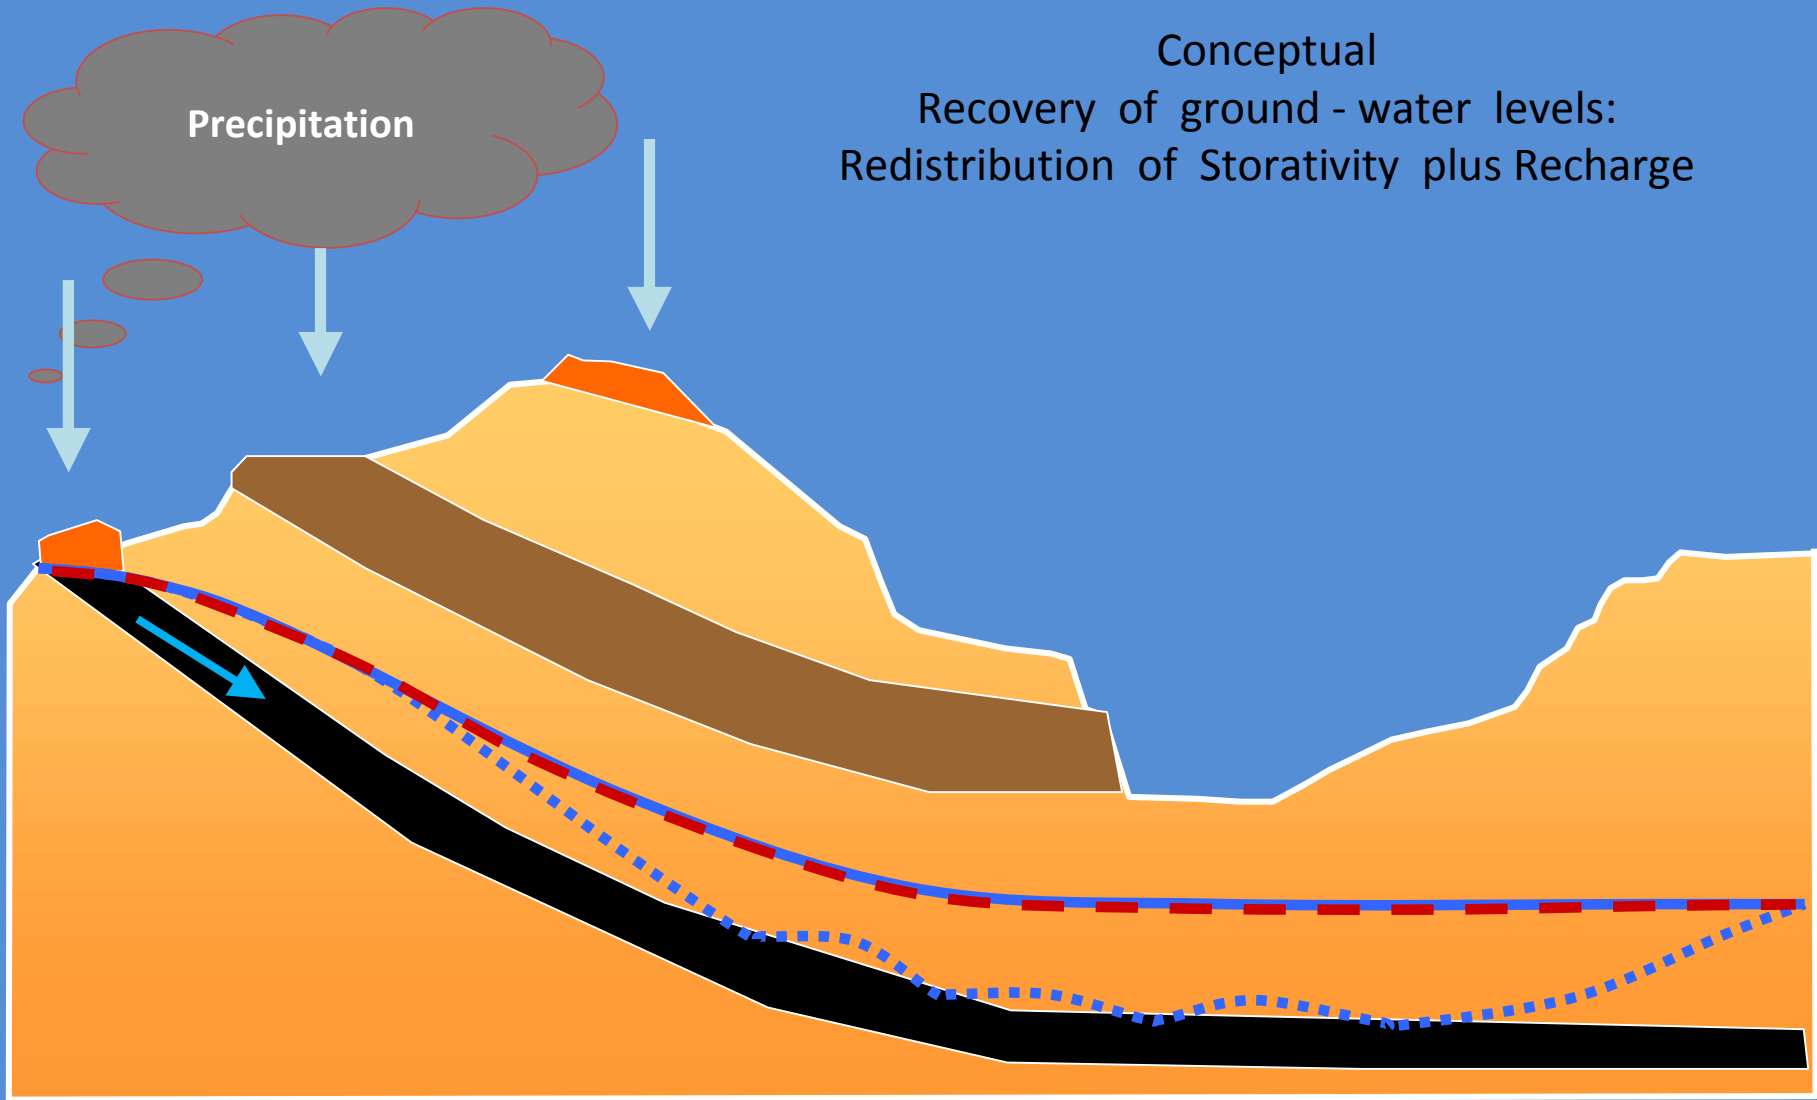 Conceptual
Recovery of ground - water levels:
Redistribution of Storativity plus Recharge
Precipitation